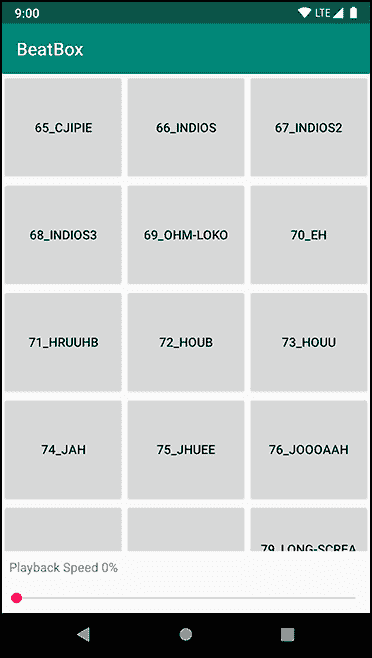 9:00 LTE
BeatBox
65_CJIPIE 66_INDIOS 67_INDIOS2
68_INDIOS3 69_OHM-LOKO 70_EH
71_HRUUHB 72_HOUB 73_HOUU
74_JAH 75_JHUEE 76_JOOOAAH
79_LONG-SCREA
Playback Speed 0%